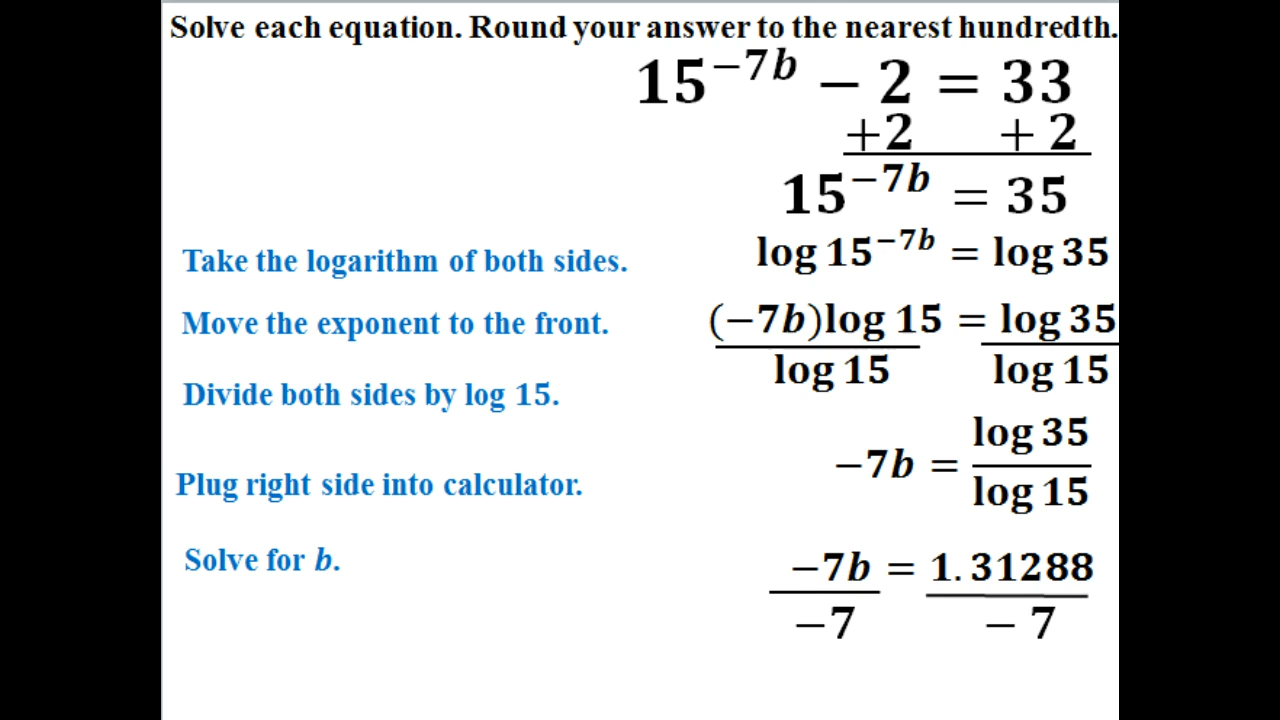 Solve each equation. Round your answer to the nearest hundredth.
15^{−7b} − 2 = 33
+2 + 2
15^{−7b} = 35
Take the logarithm of both sides.
log 15^{−7b} = log 35
Move the exponent to the front.
(−7b)log 15 = log 35
log 15 log 15
Divide both sides by log 15.
log 35
−7b =
log 15
Plug right side into calculator.
Solve for b.
−7b = 1.31288
−7 − 7